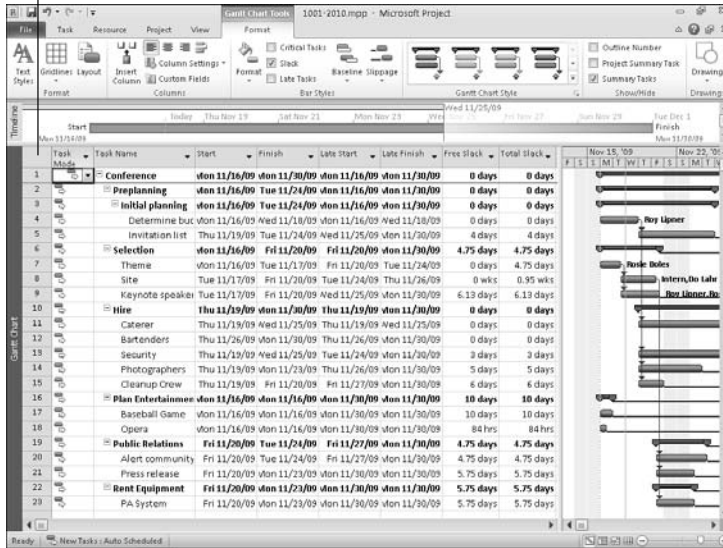 Gantt Chart Tools 1001-2010.mpp - Microsoft Project
File Task Resource Project View Format
Text Styles Gridlines Layout Insert Column Column Settings Custom Fields Format Critical Tasks Slack Late Tasks Baseline Slippage Outline Number Project Summary Task Summary Tasks Drawing
Format Columns Bar Styles Gantt Chart Style Show/Hide Drawing
Wed 11/25/09
Timeline Today Thu Nov 19 Sat Nov 21 Mon Nov 23 Fri Nov 27 Sun Nov 29 Tue Dec 1
Start Finish
Mon 11/16/09 Mon 11/30/09
Task Mode Task Name Start Finish Late Start Late Finish Free Slack Total Slack Nov 15, '09 Nov 22, '0
F S S M T W T F S S M T W
1 Conference Mon 11/16/09 Mon 11/30/09 Mon 11/16/09 Mon 11/30/09 0 days 0 days
2 Preplanning Mon 11/16/09 Tue 11/24/09 Mon 11/16/09 Mon 11/30/09 0 days 0 days
3 Initial planning Mon 11/16/09 Tue 11/24/09 Mon 11/16/09 Mon 11/30/09 0 days 0 days
4 Determine buc Mon 11/16/09 Wed 11/18/09 Mon 11/16/09 Wed 11/18/09 0 days 0 days Roy Lipner
5 Invitation list Thu 11/19/09 Tue 11/24/09 Wed 11/25/09 Mon 11/30/09 4 days 4 days
6 Selection Mon 11/16/09 Fri 11/20/09 Fri 11/20/09 Mon 11/30/09 4.75 days 4.75 days
7 Theme Mon 11/16/09 Tue 11/17/09 Fri 11/20/09 Tue 11/24/09 0 days 4.75 days Rosie Boles
8 Site Tue 11/17/09 Fri 11/20/09 Tue 11/24/09 Thu 11/26/09 0 wks 0.95 wks Intern,Do Lahr
9 Keynote speaker Tue 11/17/09 Fri 11/20/09 Wed 11/25/09 Mon 11/30/09 6.13 days 6.13 days Roy Lipner,Ro
10 Hire Thu 11/19/09 Mon 11/30/09 Thu 11/19/09 Mon 11/30/09 0 days 0 days
Gantt Chart
11 Caterer Thu 11/19/09 Wed 11/25/09 Thu 11/19/09 Wed 11/25/09 0 days 0 days
12 Bartenders Thu 11/26/09 Mon 11/30/09 Thu 11/26/09 Mon 11/30/09 0 days 0 days
13 Security Thu 11/19/09 Wed 11/25/09 Tue 11/24/09 Mon 11/30/09 3 days 3 days
14 Photographers Thu 11/19/09 Mon 11/23/09 Thu 11/26/09 Mon 11/30/09 5 days 5 days
15 Cleanup Crew Thu 11/19/09 Fri 11/20/09 Fri 11/27/09 Mon 11/30/09 6 days 6 days
16 Plan Entertainmen Mon 11/16/09 Mon 11/16/09 Mon 11/30/09 Mon 11/30/09 10 days 10 days
17 Baseball Game Mon 11/16/09 Mon 11/16/09 Mon 11/30/09 Mon 11/30/09 10 days 10 days
18 Opera Mon 11/16/09 Mon 11/16/09 Mon 11/30/09 Mon 11/30/09 84 hrs 84 hrs
19 Public Relations Fri 11/20/09 Tue 11/24/09 Fri 11/27/09 Mon 11/30/09 4.75 days 4.75 days
20 Alert community Fri 11/20/09 Tue 11/24/09 Fri 11/27/09 Mon 11/30/09 4.75 days 4.75 days
21 Press release Fri 11/20/09 Mon 11/23/09 Mon 11/30/09 Mon 11/30/09 5.75 days 5.75 days
22 Rent Equipment Fri 11/20/09 Mon 11/23/09 Mon 11/30/09 Mon 11/30/09 5.75 days 5.75 days
23 PA System Fri 11/20/09 Mon 11/23/09 Mon 11/30/09 Mon 11/30/09 5.75 days 5.75 days
Ready New Tasks : Auto Scheduled